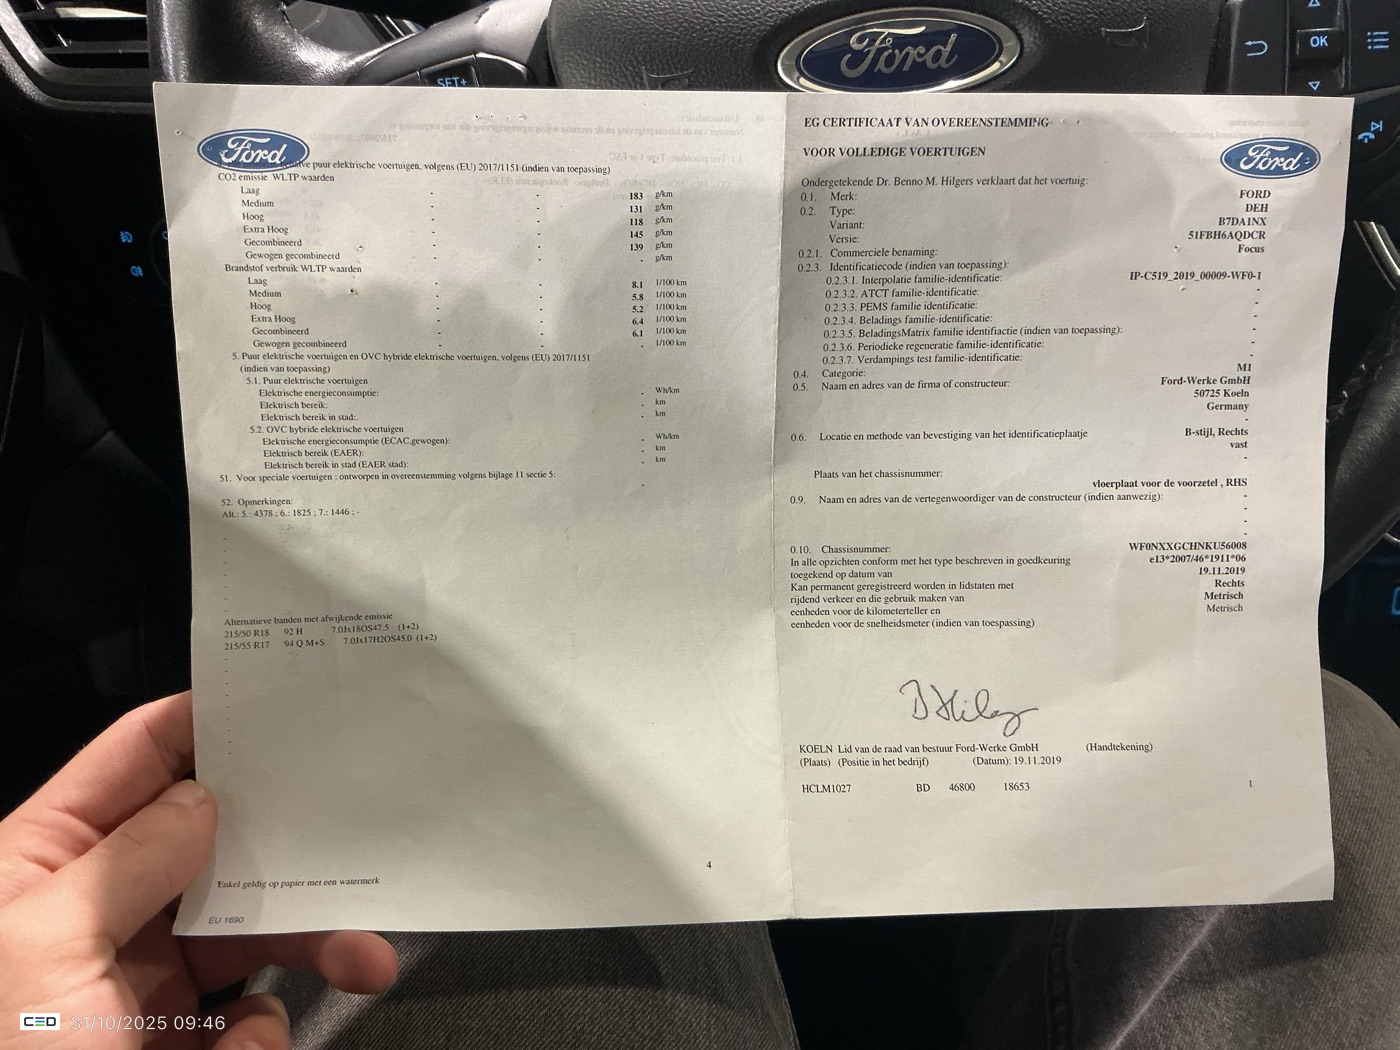 Ford
OK
SET+
Ford
puur elektrische voertuigen, volgens (EU) 2017/1151 (indien van toepassing)
CO2 emissie WLTP waarden
Laag - - 183 g/km
Medium - - 131 g/km
Hoog - - 118 g/km
Extra Hoog - - 145 g/km
Gecombineerd - - 139 g/km
Gewogen gecombineerd - g/km
Brandstof verbruik WLTP waarden
Laag - - 8.1 l/100 km
Medium - - 5.8 l/100 km
Hoog - - 5.2 l/100 km
Extra Hoog - - 6.4 l/100 km
Gecombineerd - - 6.1 l/100 km
Gewogen gecombineerd - - - l/100 km
5. Puur elektrische voertuigen en OVC hybride elektrische voertuigen, volgens (EU) 2017/1151
(indien van toepassing)
5.1. Puur elektrische voertuigen
Elektrische energieconsumptie: - Wh/km
Elektrisch bereik: - km
Elektrisch bereik in stad: - km
5.2. OVC hybride elektrische voertuigen
Elektrische energieconsumptie (ECAC.gewogen): - Wh/km
Elektrisch bereik (EAER): - km
Elektrisch bereik in stad (EAER stad): - km
51. Voor speciale voertuigen : ontworpen in overeenstemming volgens bijlage 11 sectie 5:
-
52. Opmerkingen:
Alt.: 5.: 4378 ; 6.: 1825 ; 7.: 1446 ; -
Alternatieve banden met afwijkende emissie
215/50 R18 92 H 7.0Jx18OS47.5 (1+2)
215/55 R17 94 Q M+S 7.0Jx17H2OS45.0 (1+2)
4
Enkel geldig op papier met een watermerk
EU 1690
EG CERTIFICAAT VAN OVEREENSTEMMING
VOOR VOLLEDIGE VOERTUIGEN
Ford
Ondergetekende Dr. Benno M. Hilgers verklaart dat het voertuig:
0.1. Merk: FORD
0.2. Type: DEH
Variant: B7DA1NX
Versie: 51FBH6AQDCR
0.2.1. Commerciele benaming: Focus
0.2.3. Identificatiecode (indien van toepassing):
0.2.3.1. Interpolatie familie-identificatie: IP-C519_2019_00009-WF0-1
0.2.3.2. ATCT familie-identificatie: -
0.2.3.3. PEMS familie identificatie: -
0.2.3.4. Beladings familie-identificatie: -
0.2.3.5. BeladingsMatrix familie identifiactie (indien van toepassing): -
0.2.3.6. Periodieke regeneratie familie-identificatie: -
0.2.3.7. Verdampings test familie-identificatie: -
0.4. Categorie: M1
0.5. Naam en adres van de firma of constructeur: Ford-Werke GmbH
50725 Koeln
Germany
0.6. Locatie en methode van bevestiging van het identificatieplaatje B-stijl, Rechts
vast
-
Plaats van het chassisnummer:
vloerplaat voor de voorzetel , RHS
0.9. Naam en adres van de vertegenwoordiger van de constructeur (indien aanwezig): -
-
-
-
0.10. Chassisnummer: WF0NXXGCHNKU56008
In alle opzichten conform met het type beschreven in goedkeuring e13*2007/46*1911*06
toegekend op datum van 19.11.2019
Kan permanent geregistreerd worden in lidstaten met Rechts
rijdend verkeer en die gebruik maken van Metrisch
eenheden voor de kilometerteller en Metrisch
eenheden voor de snelheidsmeter (indien van toespassing)
KOELN Lid van de raad van bestuur Ford-Werke GmbH (Handtekening)
(Plaats) (Positie in het bedrijf) (Datum): 19.11.2019
HCLM1027 BD 46800 18653
1
CED 31/10/2025 09:46